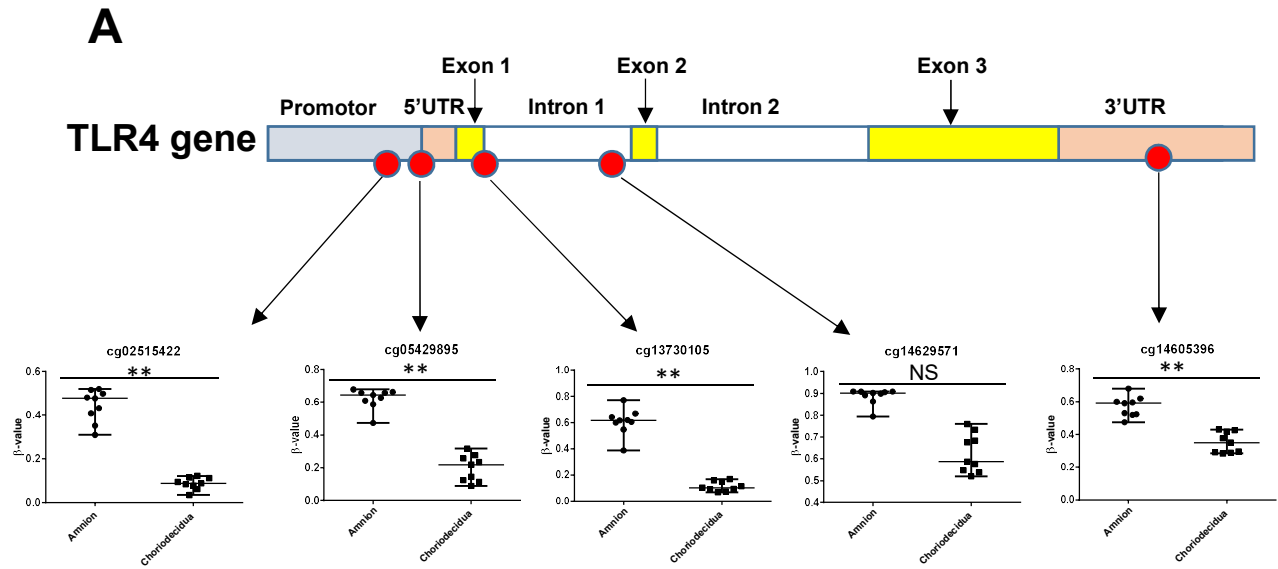 A
Exon 1 Exon 2 Exon 3
Promotor 5'UTR Intron 1 Intron 2 3'UTR
TLR4 gene
cg02515422
**
0.6
0.4
0.2
0.0
β-value
Amnion
Choriodecidua
cg05429895
**
0.8
0.6
0.4
0.2
0.0
β-value
Amnion
Choriodecidua
cg13730105
**
1.0
0.8
0.6
0.4
0.2
0.0
β-value
Amnion
Choriodecidua
cg14629571
NS
1.0
0.9
0.8
0.7
0.6
0.5
0.4
β-value
Amnion
Choriodecidua
cg14605396
**
0.8
0.6
0.4
0.2
0.0
β-value
Amnion
Choriodecidua